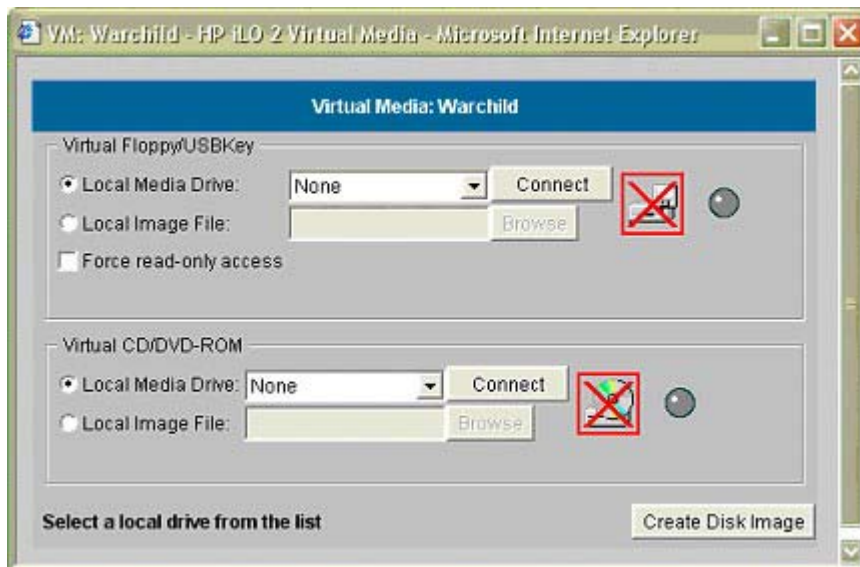 VM: Warchild - HP iLO 2 Virtual Media - Microsoft Internet Explorer
Virtual Media: Warchild
Virtual Floppy/USBKey
Local Media Drive: None Connect
Local Image File: Browse
Force read-only access
Virtual CD/DVD-ROM
Local Media Drive: None Connect
Local Image File: Browse
Select a local drive from the list Create Disk Image